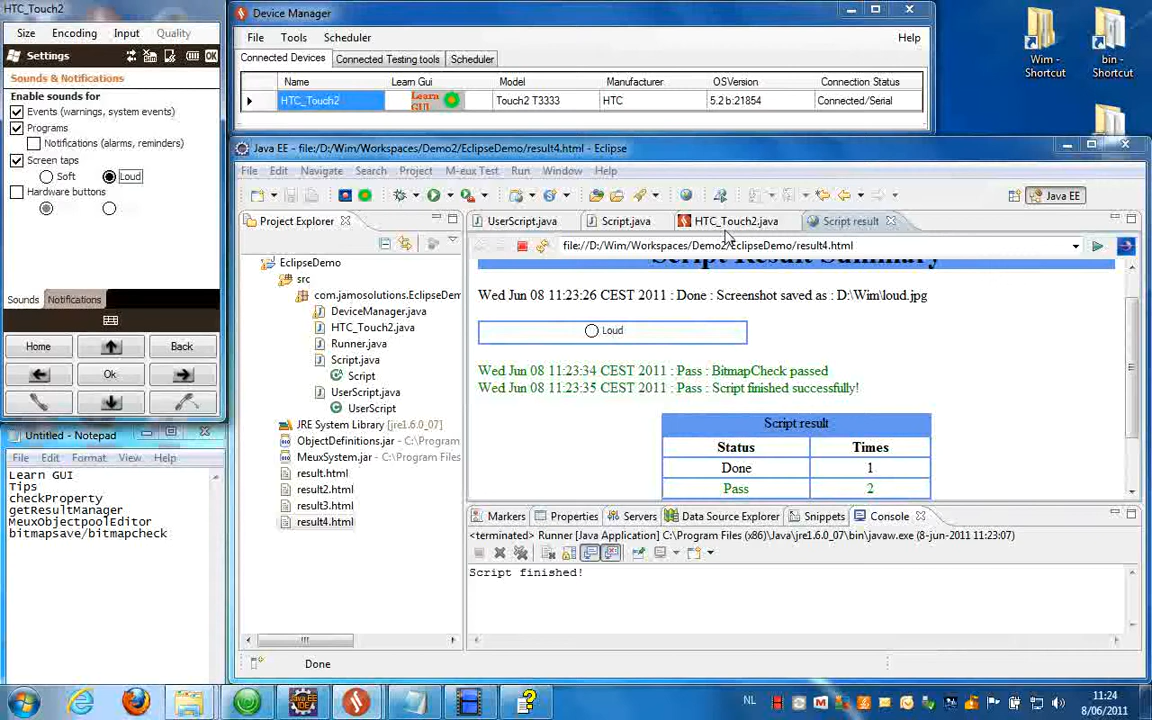 HTC_Touch2
Size Encoding Input Quality
Settings OK
Sounds & Notifications
Enable sounds for
Events (warnings, system events)
Programs
Notifications (alarms, reminders)
Screen taps
Soft Loud
Hardware buttons
Sounds Notifications
Home Back
Ok
Untitled - Notepad
File Edit Format View Help
Learn GUI
Tips
checkProperty
getResultManager
MeuxObjectpoolEditor
bitmapsave/bitmapcheck
Device Manager
File Tools Scheduler Help
Connected Devices Connected Testing tools Scheduler
Name Learn Gui Model Manufacturer OSVersion Connection Status
HTC_Touch2 Learn GUI Touch2 T3333 HTC 5.2 b:21854 Connected/Serial
Wim - Shortcut
bin - Shortcut
Java EE - file:/D:/Wim/Workspaces/Demo2/EclipseDemo/result4.html - Eclipse
File Edit Navigate Search Project M-eux Test Run Window Help
Java EE
Project Explorer
EclipseDemo
src
com.jamosolutions.EclipseDem
DeviceManager.java
HTC_Touch2.java
Runner.java
Script.java
Script
UserScript.java
UserScript
JRE System Library [jre1.6.0_07]
ObjectDefinitions.jar - C:\Program
MeuxSystem.jar - C:\Program Files
result.html
result2.html
result3.html
result4.html
UserScript.java Script.java HTC_Touch2.java Script result
file://D:/Wim/Workspaces/Demo2/EclipseDemo/result4.html
Script Result Summary
Wed Jun 08 11:23:26 CEST 2011 : Done : Screenshot saved as : D:\Wim\loud.jpg
Loud
Wed Jun 08 11:23:34 CEST 2011 : Pass : BitmapCheck passed
Wed Jun 08 11:23:35 CEST 2011 : Pass : Script finished successfully!
Script result
Status Times
Done 1
Pass 2
Markers Properties Servers Data Source Explorer Snippets Console
<terminated> Runner [Java Application] C:\Program Files (x86)\Java\jre1.6.0_07\bin\javaw.exe (8-jun-2011 11:23:07)
Script finished!
Done
NL
11:24
8/06/2011